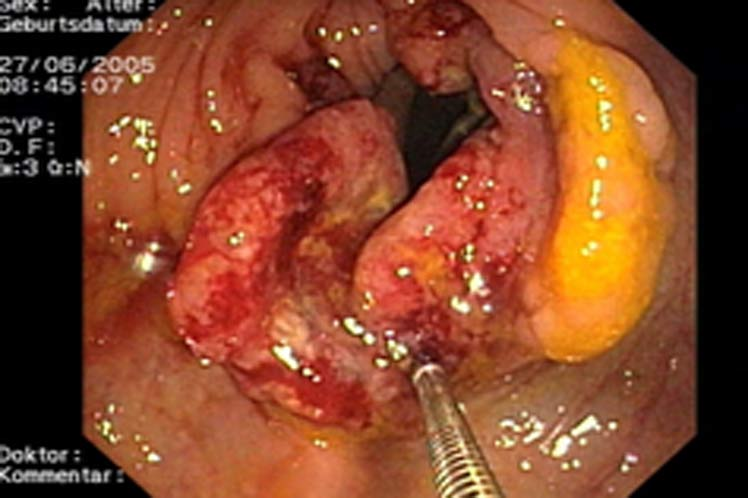 Sex: Alter:
Geburtsdatum:
27/06/2005
08:45:07
CVP:
D.F:
Doktor:
Kommentar: